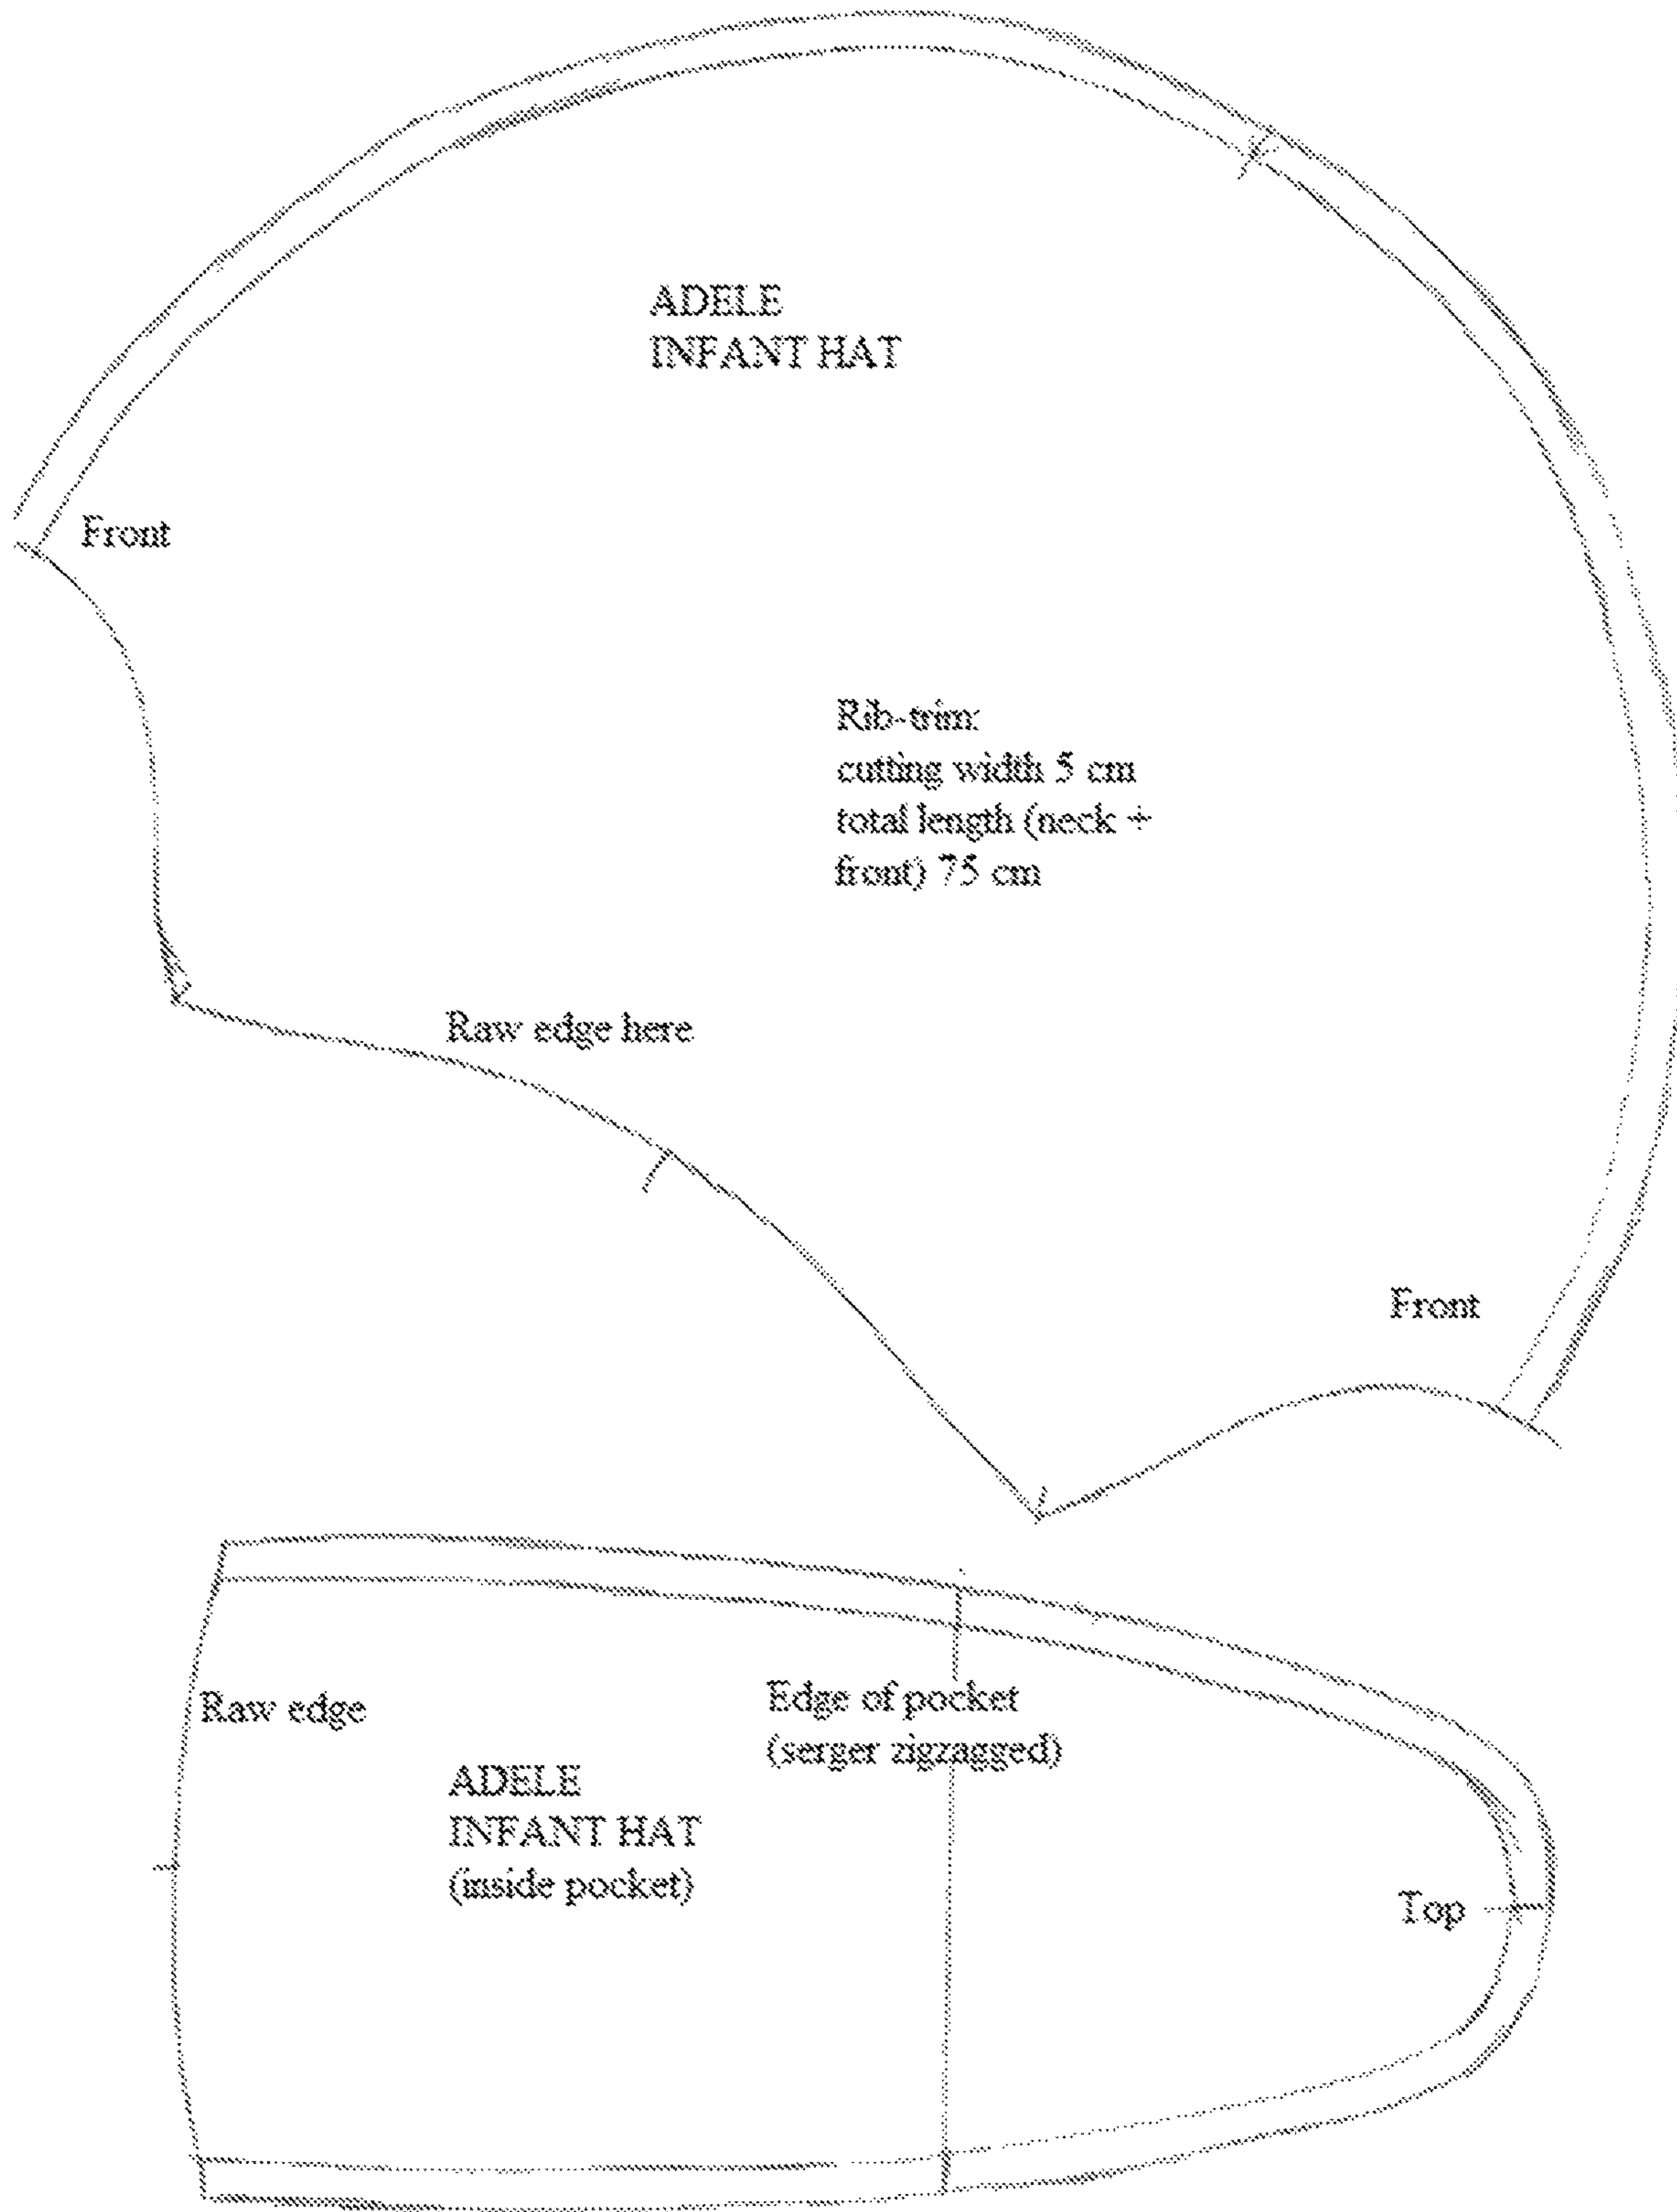 ADELE
INFANT HAT
Front
Rib-trim:
cutting width 5 cm
total length (neck +
front) 75 cm
Raw edge here
Front
Raw edge
Edge of pocket
(serger zigzagged)
ADELE
INFANT HAT
(inside pocket)
Top